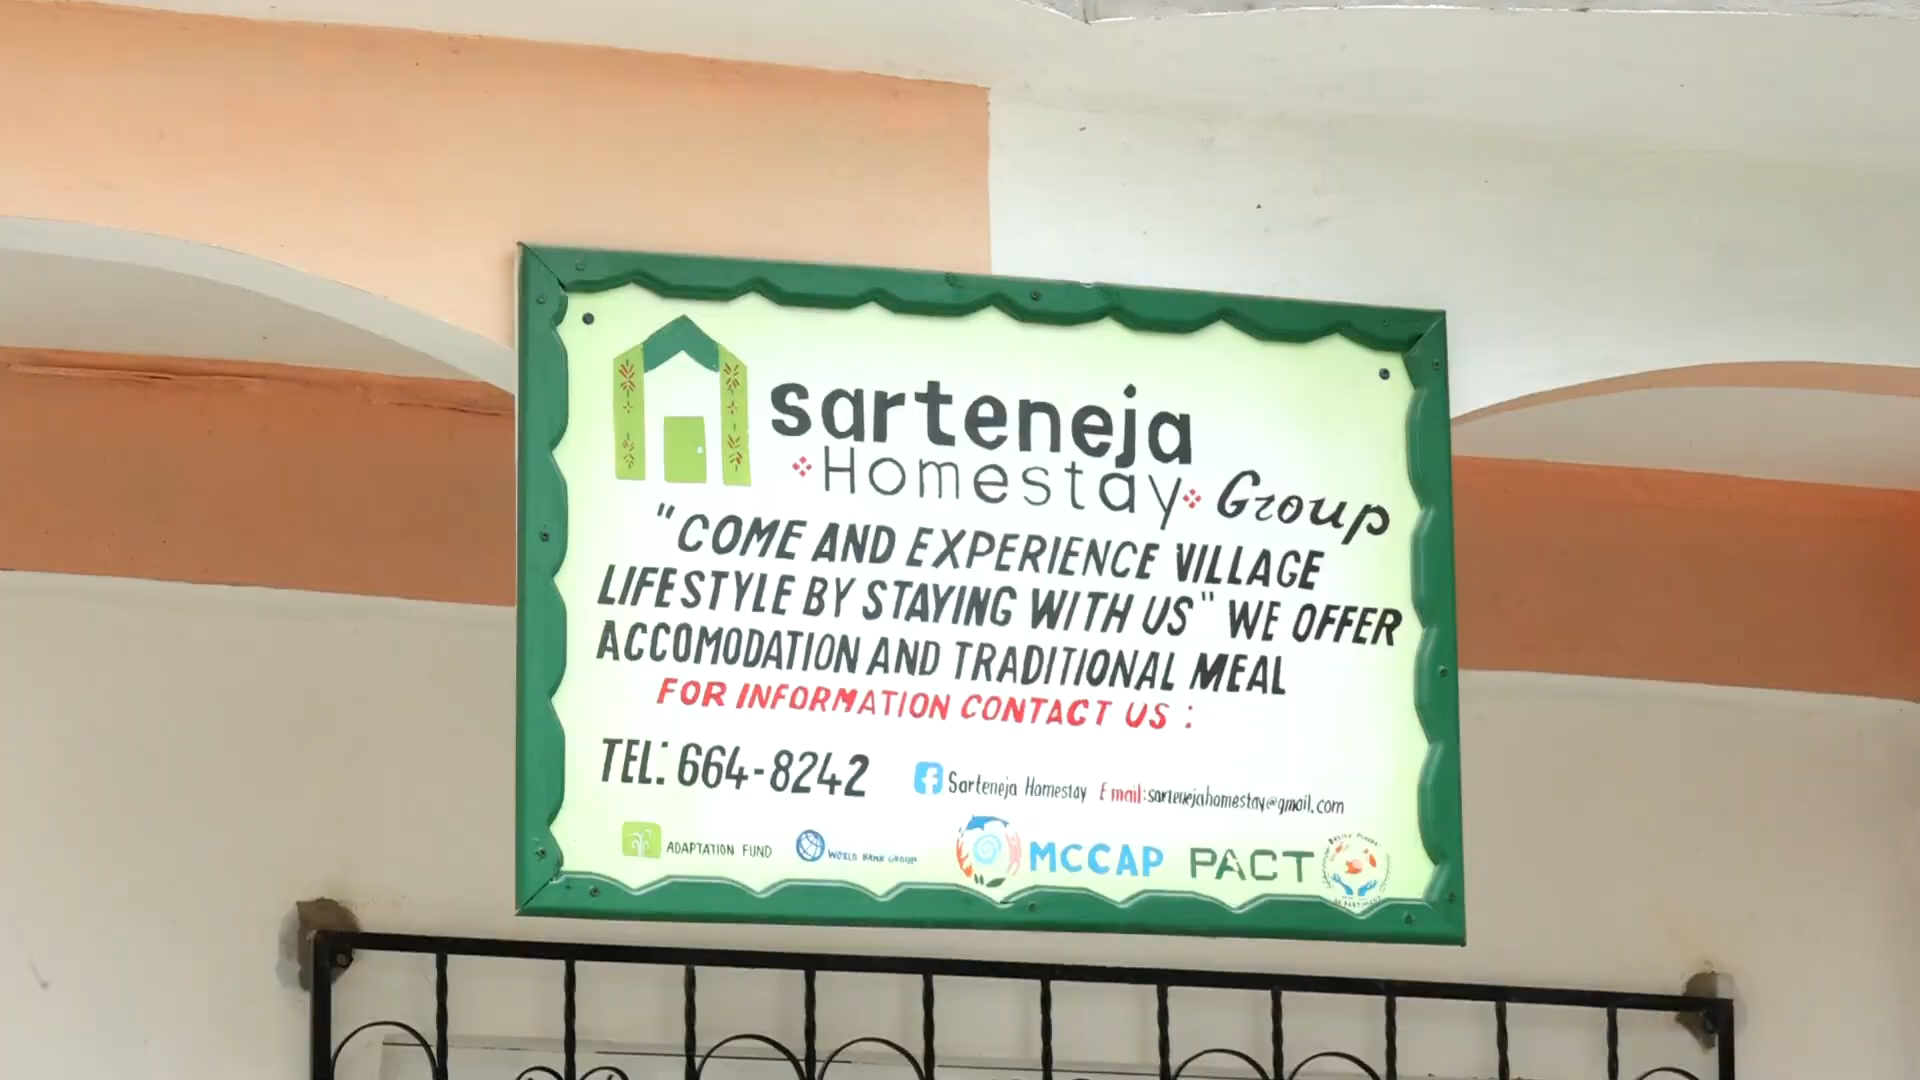 sarteneja
Homestay Group
"COME AND EXPERIENCE VILLAGE
LIFESTYLE BY STAYING WITH US" WE OFFER
ACCOMODATION AND TRADITIONAL MEAL
FOR INFORMATION CONTACT US :
TEL: 664-8242
Sarteneja Homestay Email:sartenejahomestay@gmail.com
ADAPTATION FUND WORLD BANK GROUP MCCAP PACT